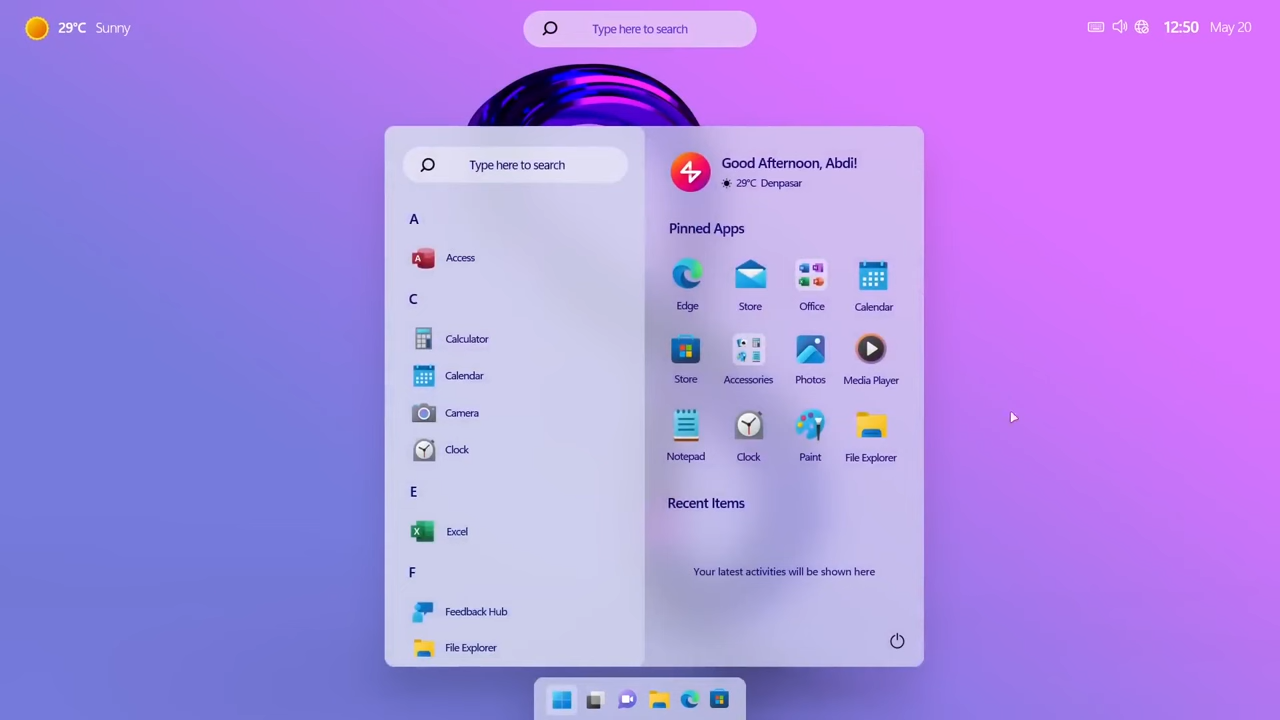 29°C Sunny
Type here to search
12:50 May 20
Type here to search
A
Access
C
Calculator
Calendar
Camera
Clock
E
Excel
F
Feedback Hub
File Explorer
Good Afternoon, Abdi!
29°C Denpasar
Pinned Apps
Edge Store Office Calendar
Store Accessories Photos Media Player
Notepad Clock Paint File Explorer
Recent Items
Your latest activities will be shown here